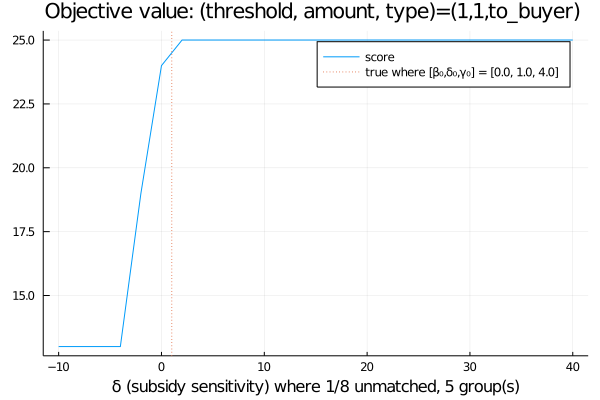 Objective value: (threshold, amount, type)=(1,1,to_buyer)
25.0
22.5
20.0
17.5
15.0
score
true where [β₀,δ₀,γ₀] = [0.0, 1.0, 4.0]
−10 0 10 20 30 40
δ (subsidy sensitivity) where 1/8 unmatched, 5 group(s)